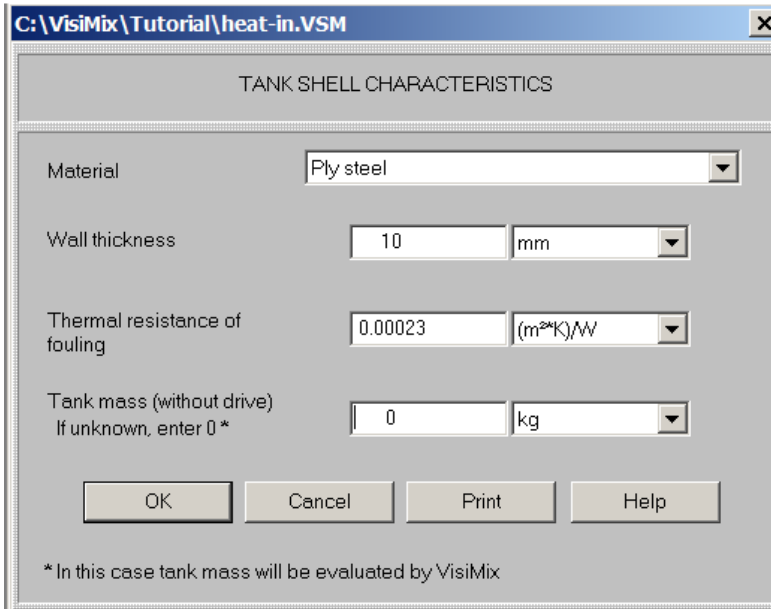 C:\VisiMix\Tutorial\heat-in.VSM
TANK SHELL CHARACTERISTICS
Material Ply steel
Wall thickness 10 mm
Thermal resistance of
fouling 0.00023 (m²*K)/W
Tank mass (without drive)
If unknown, enter 0 * 0 kg
OK Cancel Print Help
* In this case tank mass will be evaluated by VisiMix